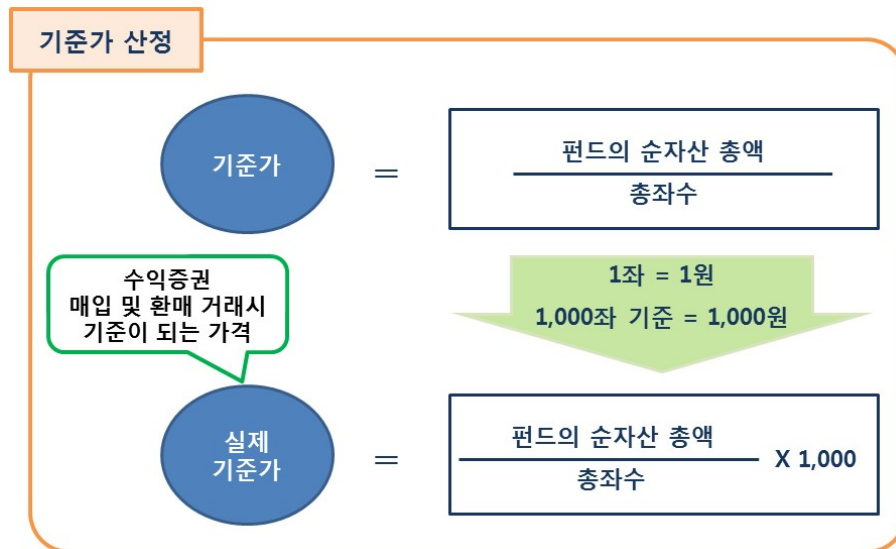 기준가 산정
기준가
=
펀드의 순자산 총액
총좌수
수익증권
매입 및 환매 거래시
기준이 되는 가격
1좌 = 1원
1,000좌 기준 = 1,000원
실제
기준가
=
펀드의 순자산 총액
총좌수
X 1,000